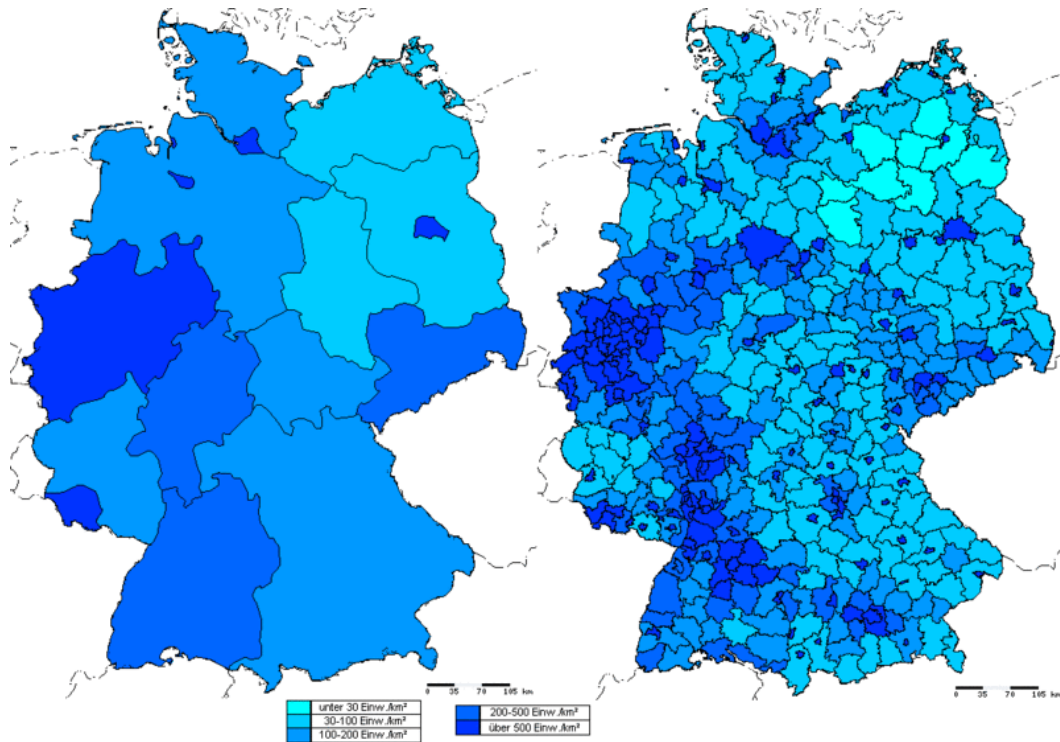 0 35 70 105 km
0 35 70 105 km
unter 30 Einw./km²
30-100 Einw./km²
100-200 Einw./km²
200-500 Einw./km²
über 500 Einw./km²